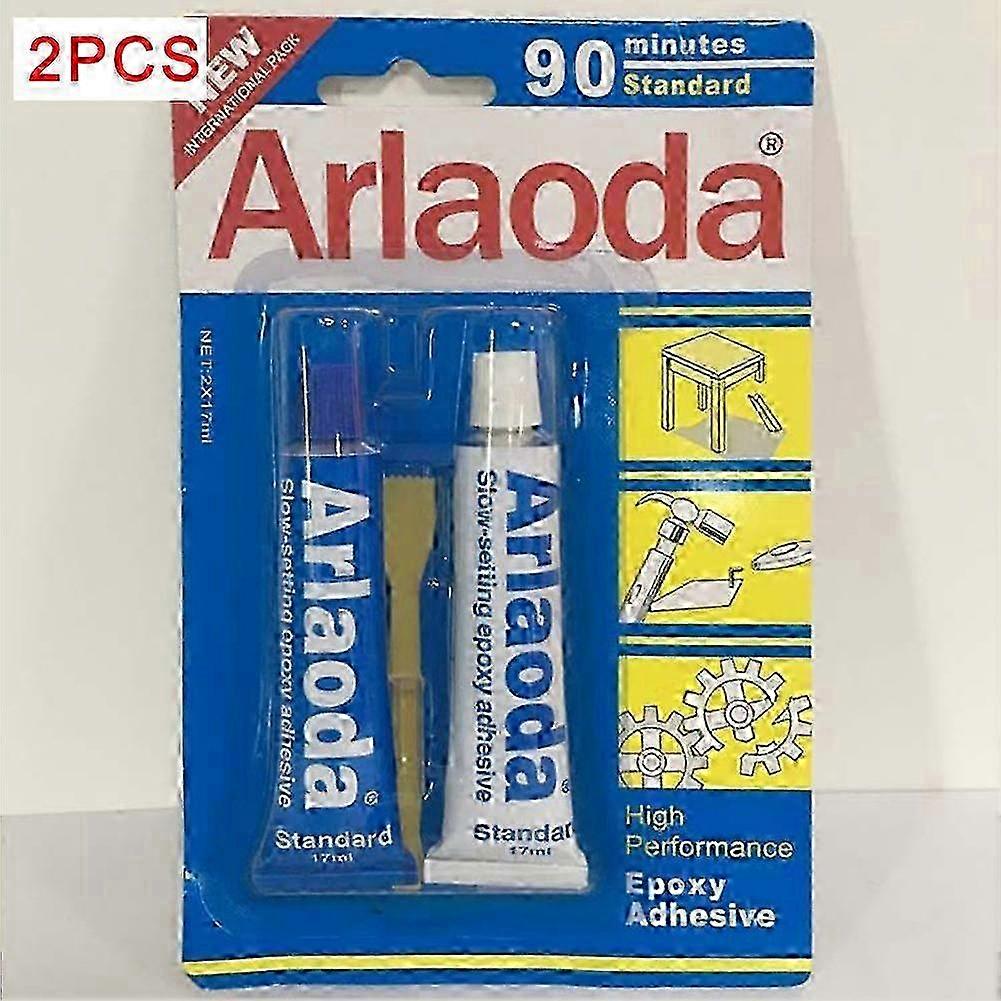 2PCS
NEW
INTERNATIONAL PACK
90 minutes
Standard
Arlaoda®
NET:2X17ml
Arlaoda®
Slow-setting epoxy adhesive
Standard
17ml
Arlaoda®
Slow-setting epoxy adhesive
Standar
17ml
High
Performance
Epoxy
Adhesive